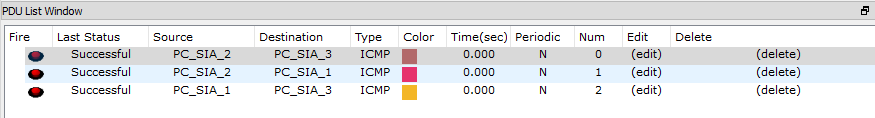 PDU List Window
Fire Last Status Source Destination Type Color Time(sec) Periodic Num Edit Delete
Successful PC_SIA_2 PC_SIA_3 ICMP 0.000 N 0 (edit) (delete)
Successful PC_SIA_2 PC_SIA_1 ICMP 0.000 N 1 (edit) (delete)
Successful PC_SIA_1 PC_SIA_3 ICMP 0.000 N 2 (edit) (delete)